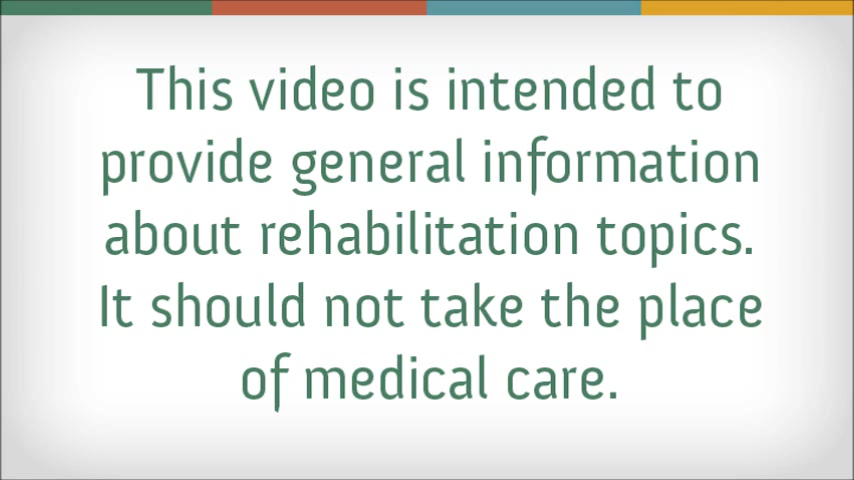 This video is intended to
provide general information
about rehabilitation topics.
It should not take the place
of medical care.